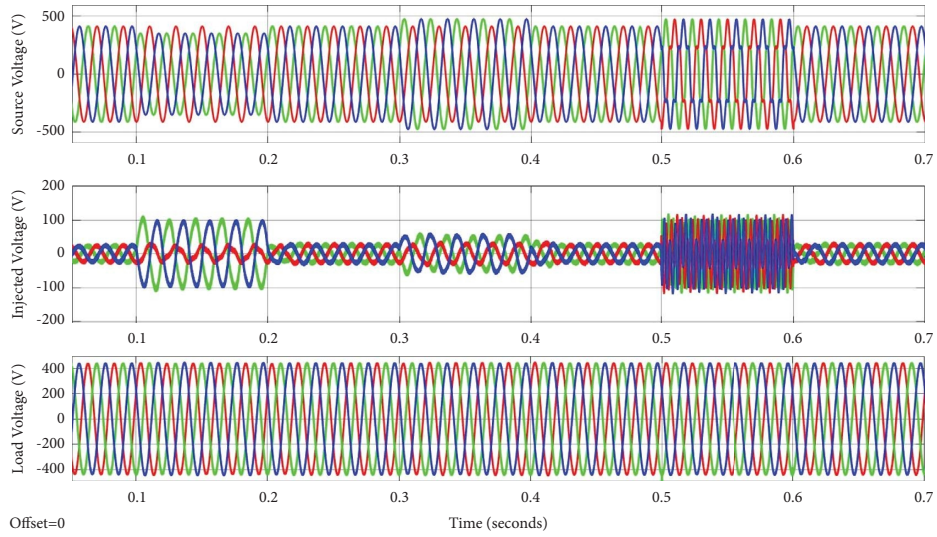 Source Voltage (V)
500
0
-500
0.1 0.2 0.3 0.4 0.5 0.6 0.7
Injected Voltage (V)
200
100
0
-100
-200
0.1 0.2 0.3 0.4 0.5 0.6 0.7
Load Voltage (V)
400
200
0
-200
-400
0.1 0.2 0.3 0.4 0.5 0.6 0.7
Offset=0
Time (seconds)